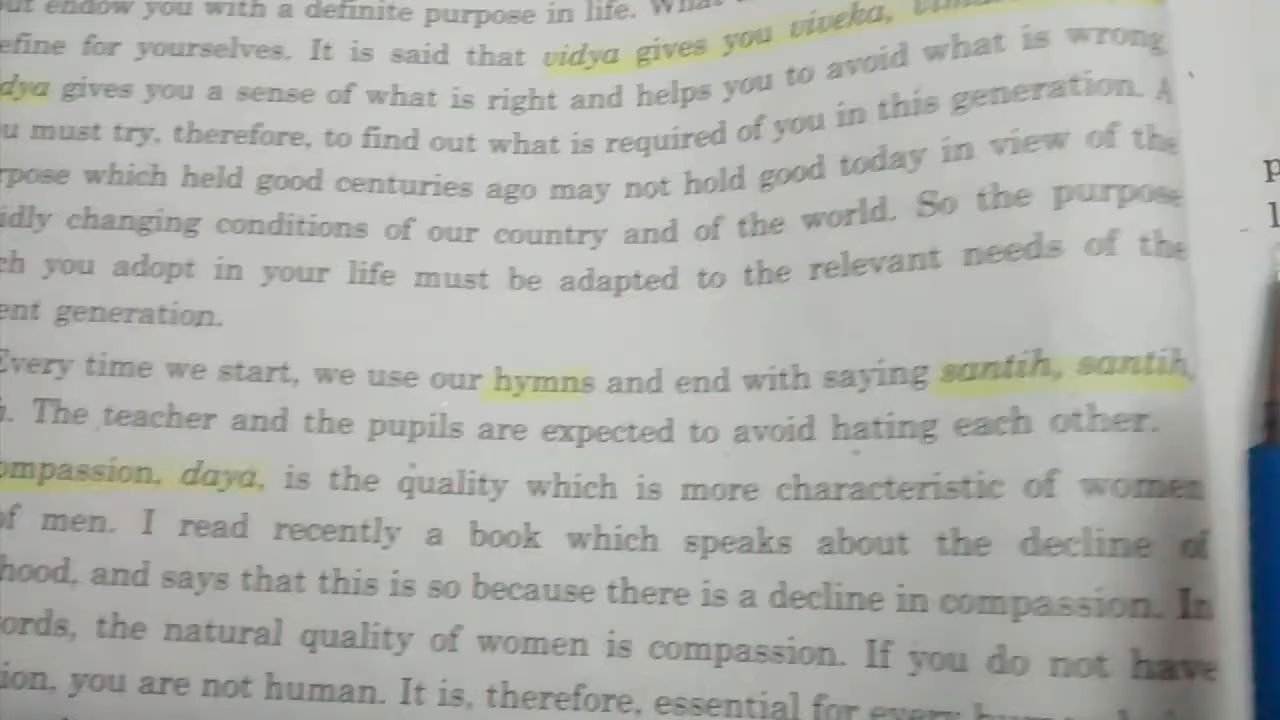 endow you with a definite purpose in life.
efine for yourselves. It is said that vidya gives you viveka,
dya gives you a sense of what is right and helps you to avoid what is wrong
u must try, therefore, to find out what is required of you in this generation. A
rpose which held good centuries ago may not hold good today in view of the
idly changing conditions of our country and of the world. So the purpose
ch you adopt in your life must be adapted to the relevant needs of the
ent generation.
Every time we start, we use our hymns and end with saying santih, santih,
. The teacher and the pupils are expected to avoid hating each other.
ompassion, daya, is the quality which is more characteristic of women
of men. I read recently a book which speaks about the decline of
hood, and says that this is so because there is a decline in compassion. In
ords, the natural quality of women is compassion. If you do not have
ion, you are not human. It is, therefore, essential for every
p
l